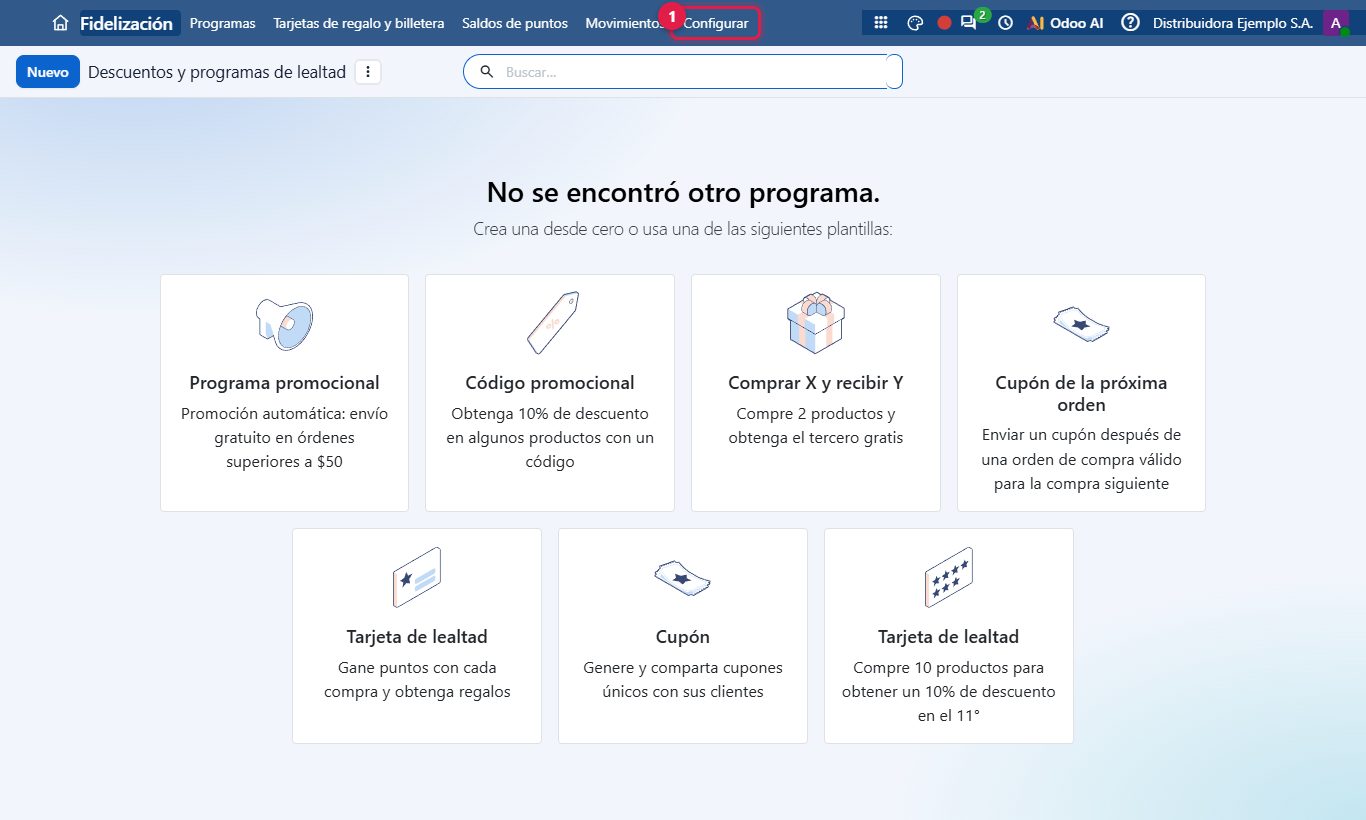 Fidelización Programas Tarjetas de regalo y billetera Saldos de puntos Movimientos 1 Configurar 2 Odoo AI Distribuidora Ejemplo S.A. A
Nuevo Descuentos y programas de lealtad Buscar...
No se encontró otro programa.
Crea una desde cero o usa una de las siguientes plantillas:
Programa promocional
Promoción automática: envío
gratuito en órdenes
superiores a $50
Código promocional
Obtenga 10% de descuento
en algunos productos con un
código
Comprar X y recibir Y
Compre 2 productos y
obtenga el tercero gratis
Cupón de la próxima
orden
Enviar un cupón después de
una orden de compra válido
para la compra siguiente
Tarjeta de lealtad
Gane puntos con cada
compra y obtenga regalos
Cupón
Genere y comparta cupones
únicos con sus clientes
Tarjeta de lealtad
Compre 10 productos para
obtener un 10% de descuento
en el 11°